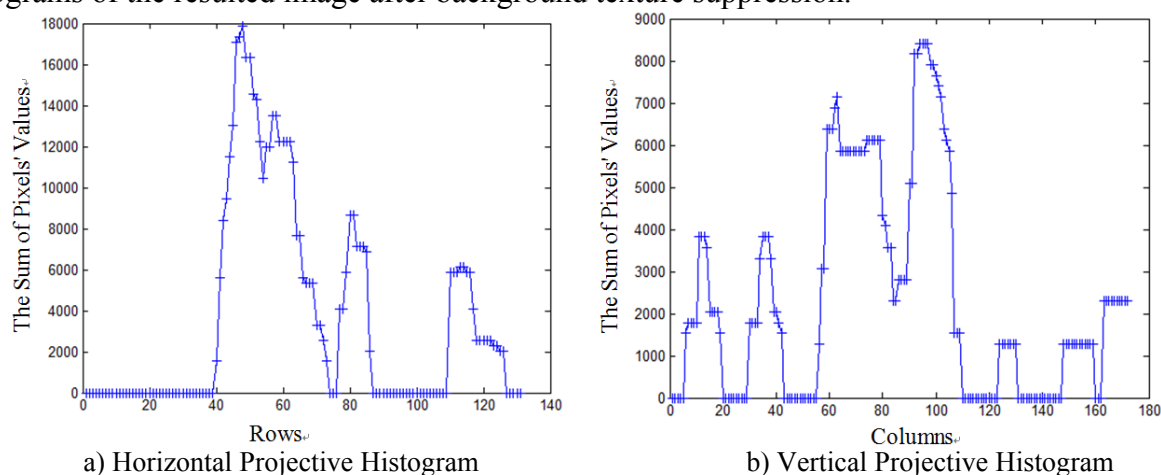 ograms of the resulted image after background texture suppression.
18000
16000
14000
12000
10000
8000
6000
4000
2000
0
The Sum of Pixels' Values
0 20 40 60 80 100 120 140
Rows
a) Horizontal Projective Histogram
9000
8000
7000
6000
5000
4000
3000
2000
1000
0
The Sum of Pixels' Values
0 20 40 60 80 100 120 140 160 180
Columns
b) Vertical Projective Histogram